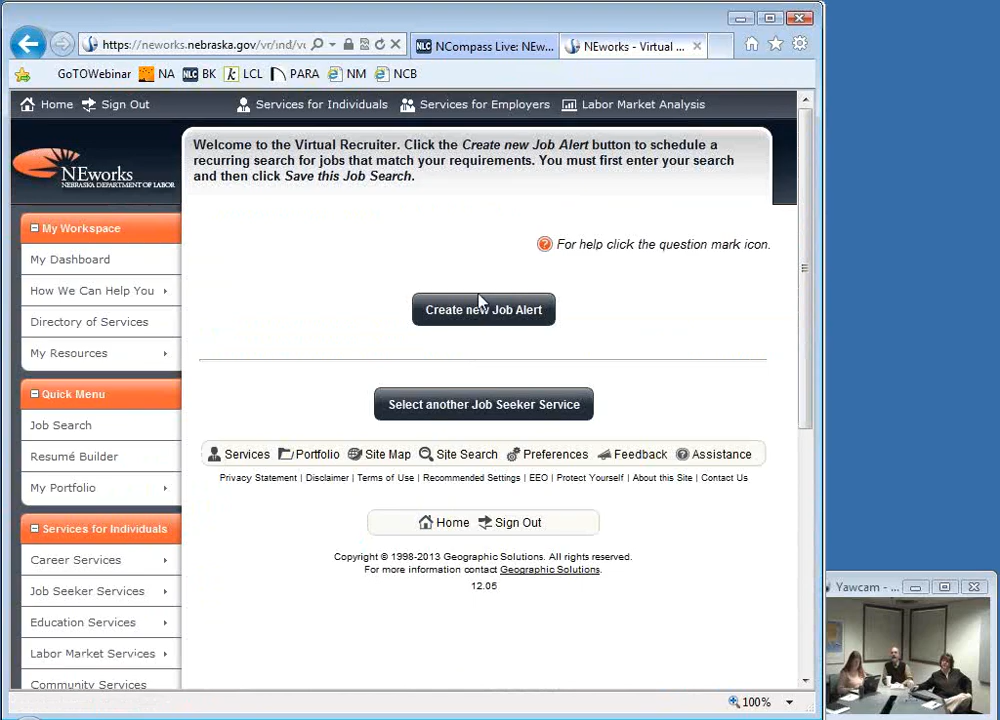 https://neworks.nebraska.gov/vr/ind/v
NCompass Live: NEw...
NEworks - Virtual ...
GoTOWebinar NA NLC BK k LCL PARA NM NCB
Home Sign Out Services for Individuals Services for Employers Labor Market Analysis
NEworks
NEBRASKA DEPARTMENT OF LABOR
Welcome to the Virtual Recruiter. Click the Create new Job Alert button to schedule a
recurring search for jobs that match your requirements. You must first enter your search
and then click Save this Job Search.
For help click the question mark icon.
Create new Job Alert
Select another Job Seeker Service
My Workspace
My Dashboard
How We Can Help You
Directory of Services
My Resources
Quick Menu
Job Search
Resumé Builder
My Portfolio
Services for Individuals
Career Services
Job Seeker Services
Education Services
Labor Market Services
Community Services
Services Portfolio Site Map Site Search Preferences Feedback Assistance
Privacy Statement | Disclaimer | Terms of Use | Recommended Settings | EEO | Protect Yourself | About this Site | Contact Us
Home Sign Out
Copyright © 1998-2013 Geographic Solutions. All rights reserved.
For more information contact Geographic Solutions.
12.05
Yawcam - ...
100%